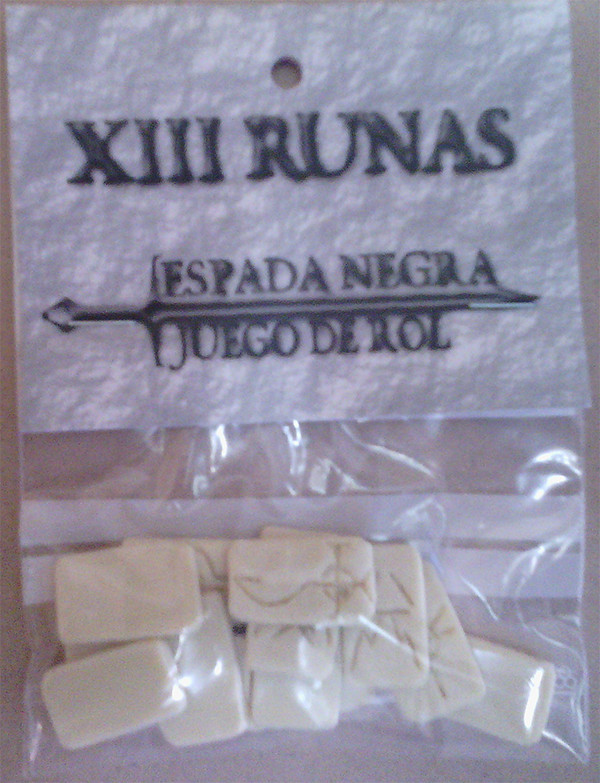 XIII RUNAS
ESPADA NEGRA
JUEGO DE ROL